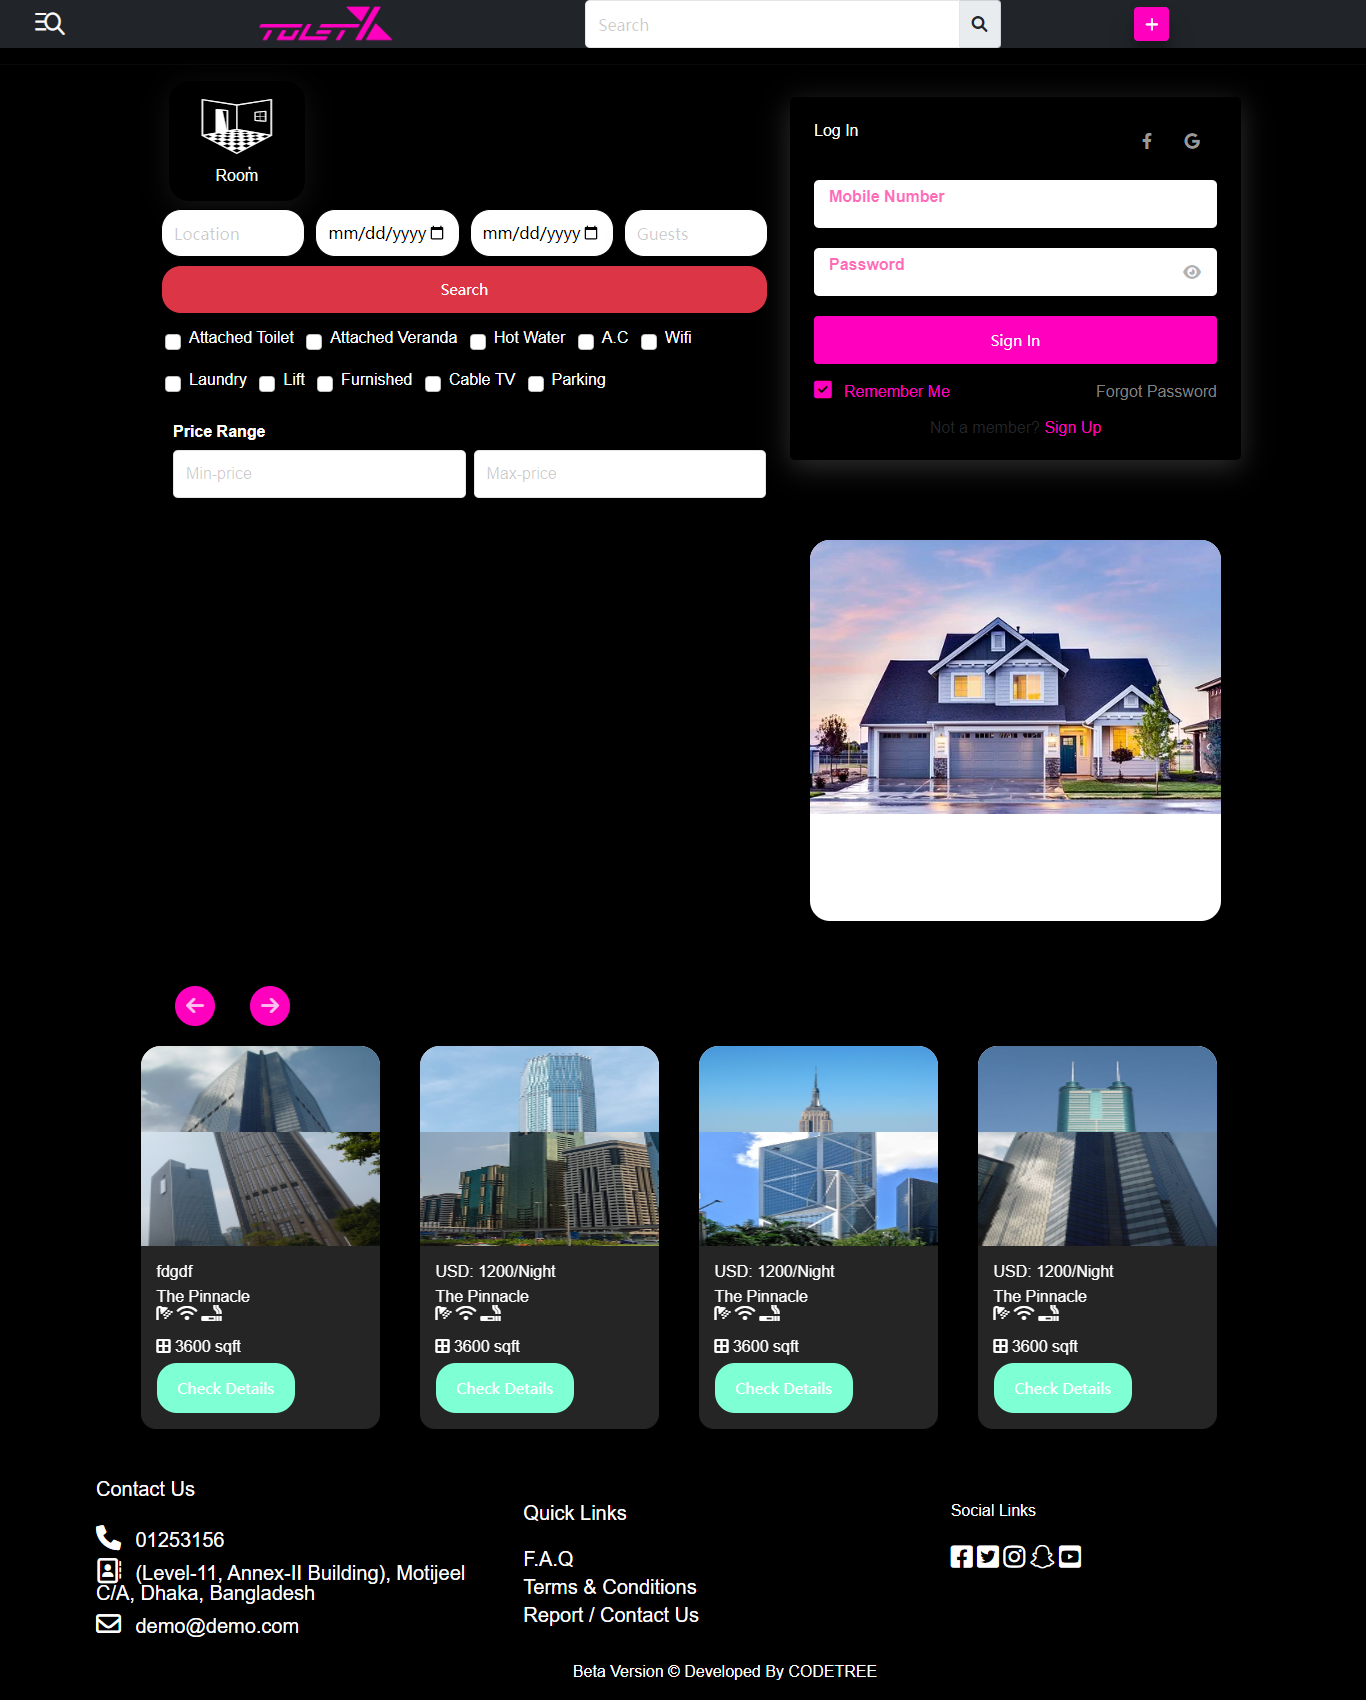 TOLET
Search
Room
Log In
Mobile Number
Location
mm/dd/yyyy
mm/dd/yyyy
Guests
Password
Search
Attached Toilet
Attached Veranda
Hot Water
A.C
Wifi
Sign In
Laundry
Lift
Furnished
Cable TV
Parking
Remember Me
Forgot Password
Not a member? Sign Up
Price Range
Min-price
Max-price
fdgdf
The Pinnacle
3600 sqft
Check Details
USD: 1200/Night
The Pinnacle
3600 sqft
Check Details
USD: 1200/Night
The Pinnacle
3600 sqft
Check Details
USD: 1200/Night
The Pinnacle
3600 sqft
Check Details
Contact Us
01253156
(Level-11, Annex-II Building), Motijeel
C/A, Dhaka, Bangladesh
demo@demo.com
Quick Links
F.A.Q
Terms & Conditions
Report / Contact Us
Social Links
Beta Version © Developed By CODETREE